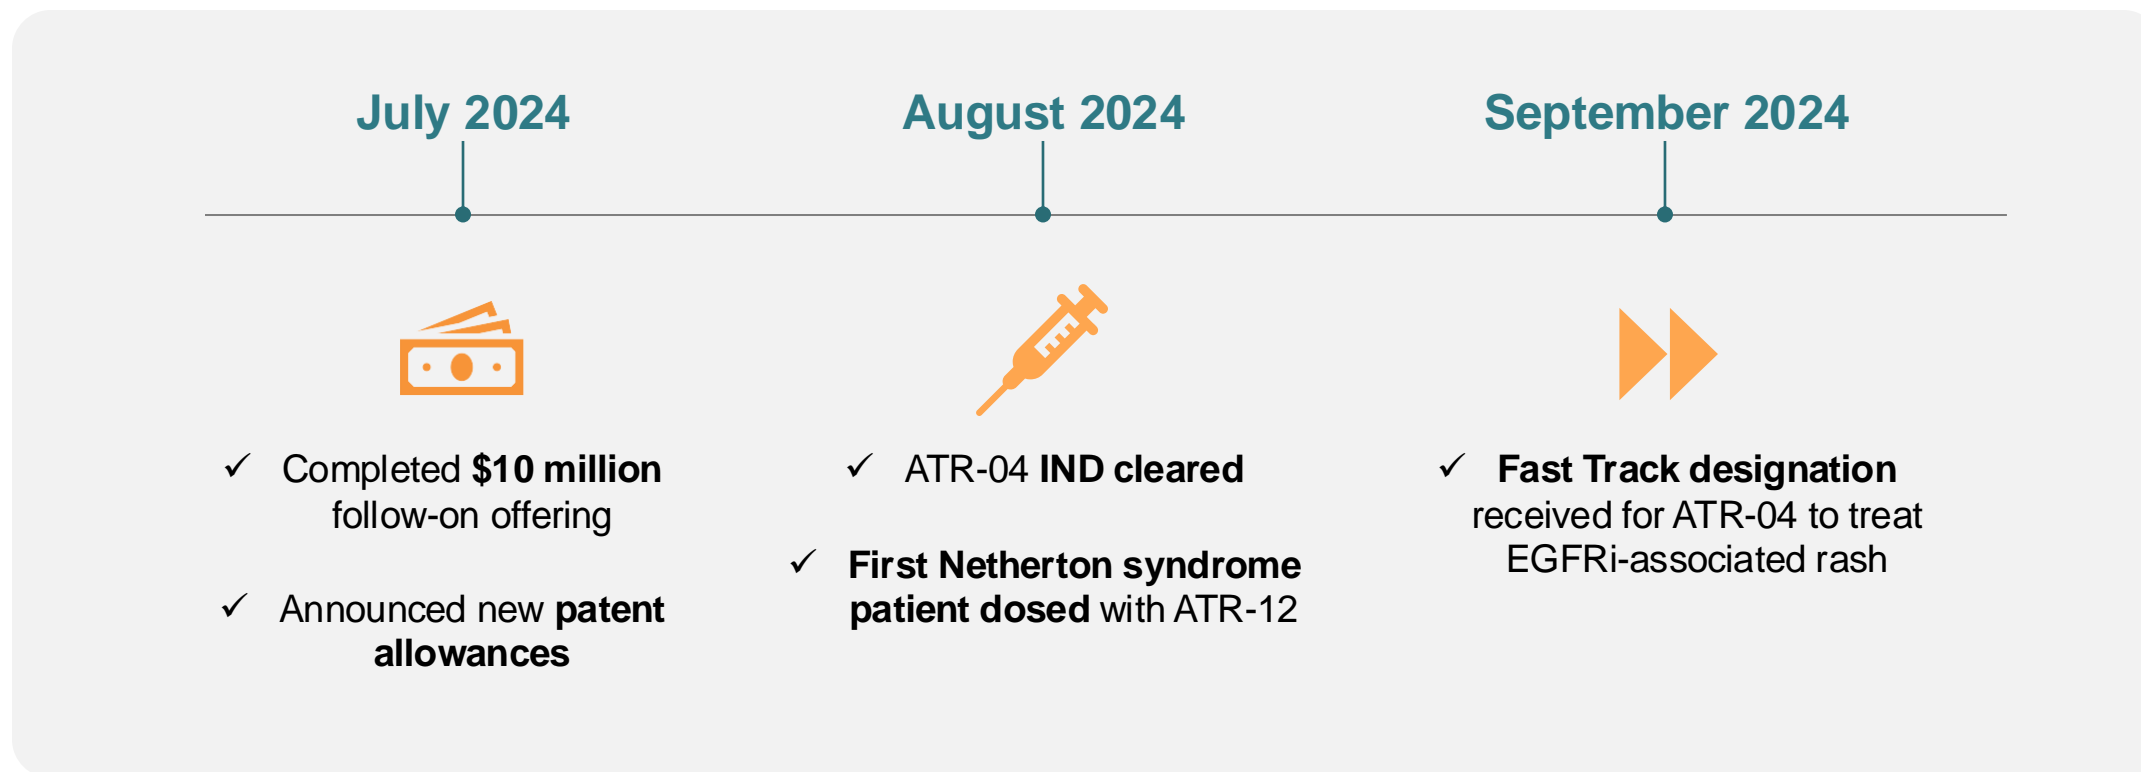 July 2024
August 2024
September 2024
✓ Completed $10 million
follow-on offering
✓ Announced new patent
allowances
✓ ATR-04 IND cleared
✓ First Netherton syndrome
patient dosed with ATR-12
✓ Fast Track designation
received for ATR-04 to treat
EGFRi-associated rash